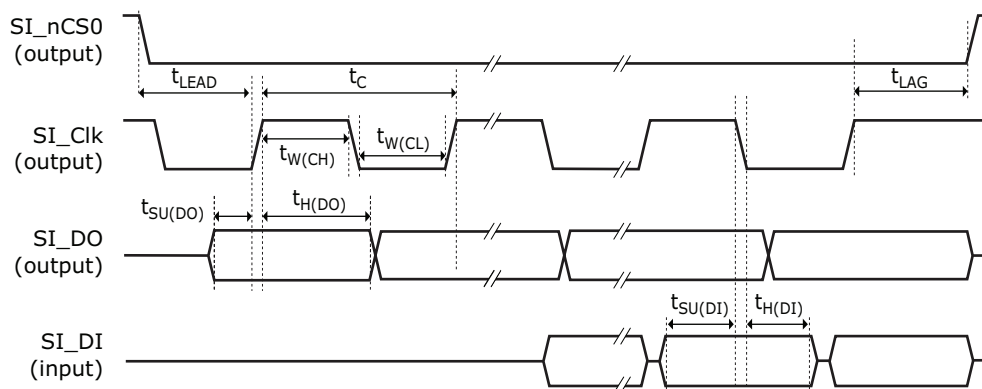 SI_nCS0
(output)
tLEAD
tC
tLAG
SI_Clk
(output)
tW(CH)
tW(CL)
tSU(DO)
tH(DO)
SI_DO
(output)
tSU(DI)
tH(DI)
SI_DI
(input)